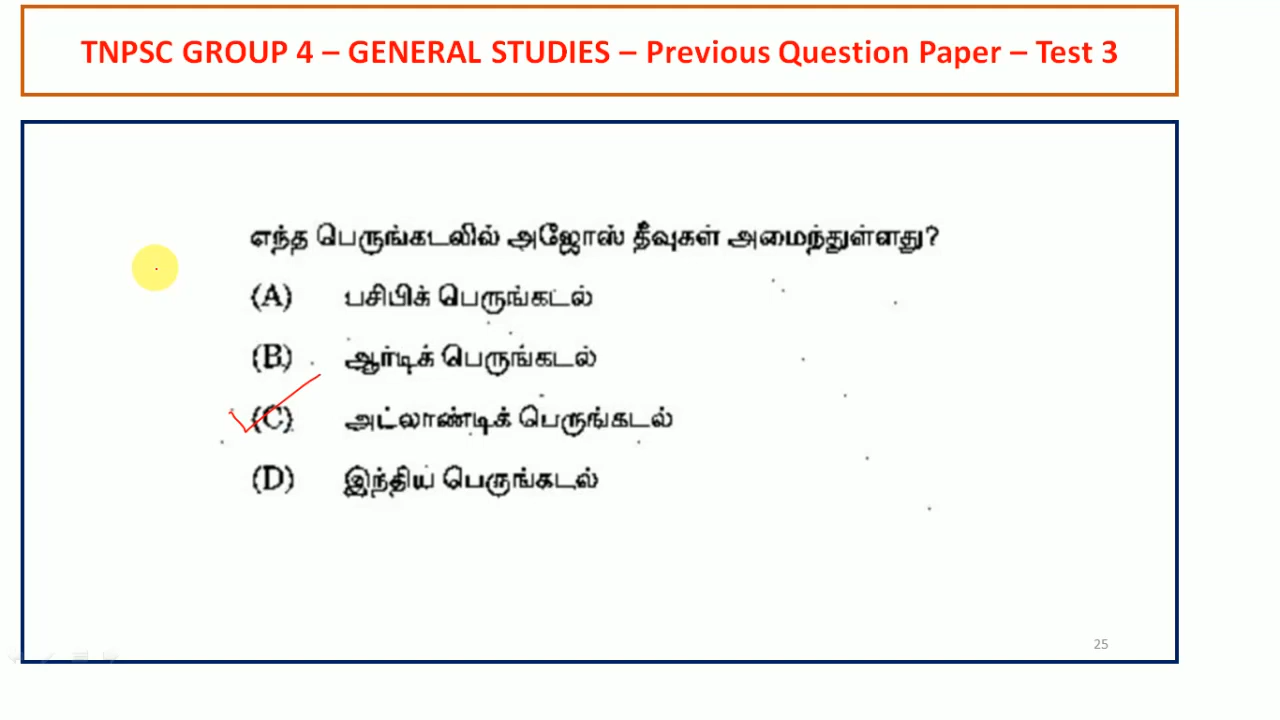 TNPSC GROUP 4 – GENERAL STUDIES – Previous Question Paper – Test 3
எந்த பெருங்கடலில் அஜோஸ் தீவுகள் அமைந்துள்ளது?
(A) பசிபிக் பெருங்கடல்
(B) ஆர்டிக் பெருங்கடல்
(C) அட்லாண்டிக் பெருங்கடல்
(D) இந்திய பெருங்கடல்
25